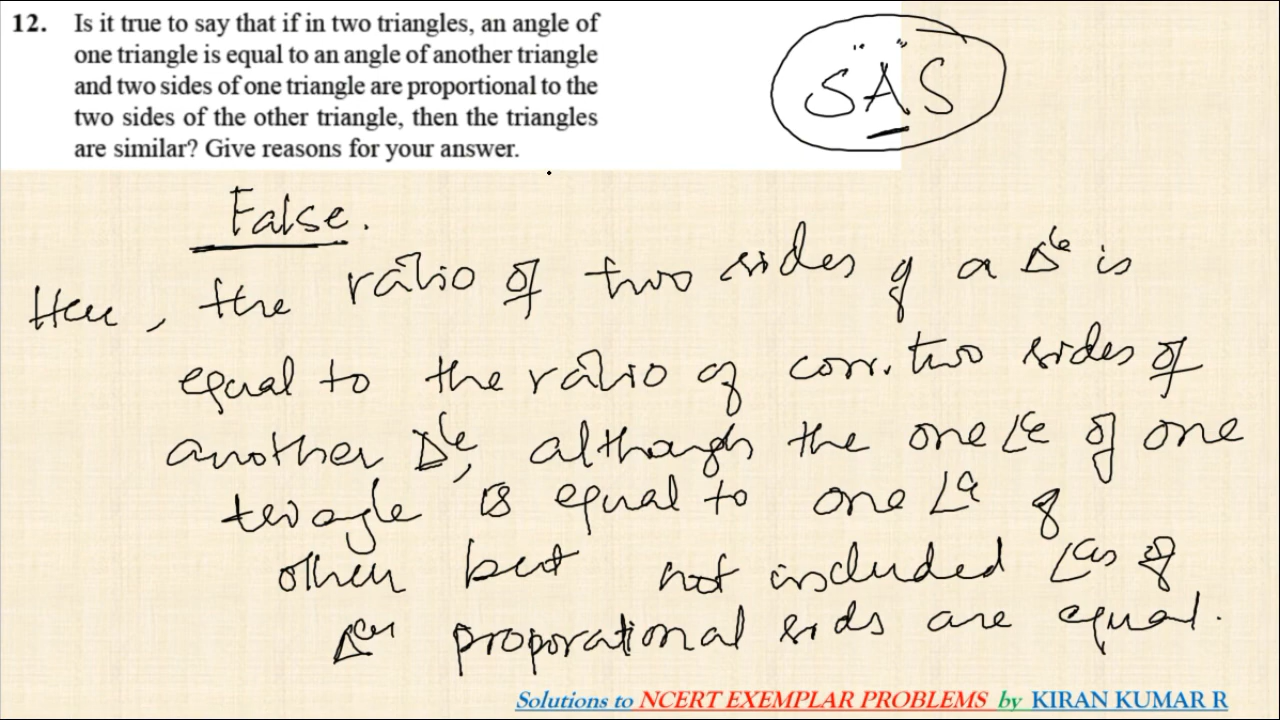 12. Is it true to say that if in two triangles, an angle of
one triangle is equal to an angle of another triangle
and two sides of one triangle are proportional to the
two sides of the other triangle, then the triangles
are similar? Give reasons for your answer.
SAS
False.
Here, the ratio of two sides of a Δle is
equal to the ratio of corr. two sides of
another Δle, although the one ∠le of one
triangle is equal to one ∠le of
other but not included ∠les of
proporational sids are equal.
Solutions to NCERT EXEMPLAR PROBLEMS by KIRAN KUMAR R